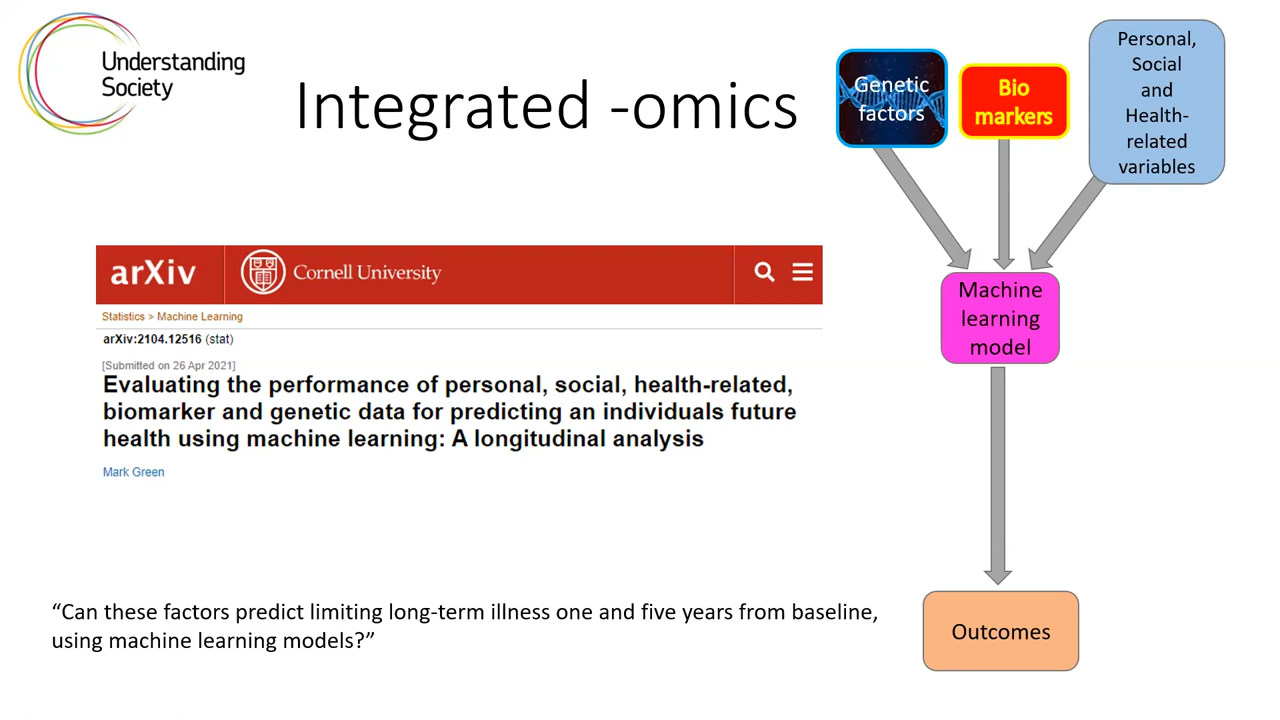 Understanding
Society
Integrated -omics
Genetic
factors
Bio
markers
Personal,
Social
and
Health-
related
variables
arXiv
Cornell University
Statistics > Machine Learning
arXiv:2104.12516 (stat)
[Submitted on 26 Apr 2021]
Evaluating the performance of personal, social, health-related,
biomarker and genetic data for predicting an individuals future
health using machine learning: A longitudinal analysis
Mark Green
Machine
learning
model
“Can these factors predict limiting long-term illness one and five years from baseline,
using machine learning models?”
Outcomes